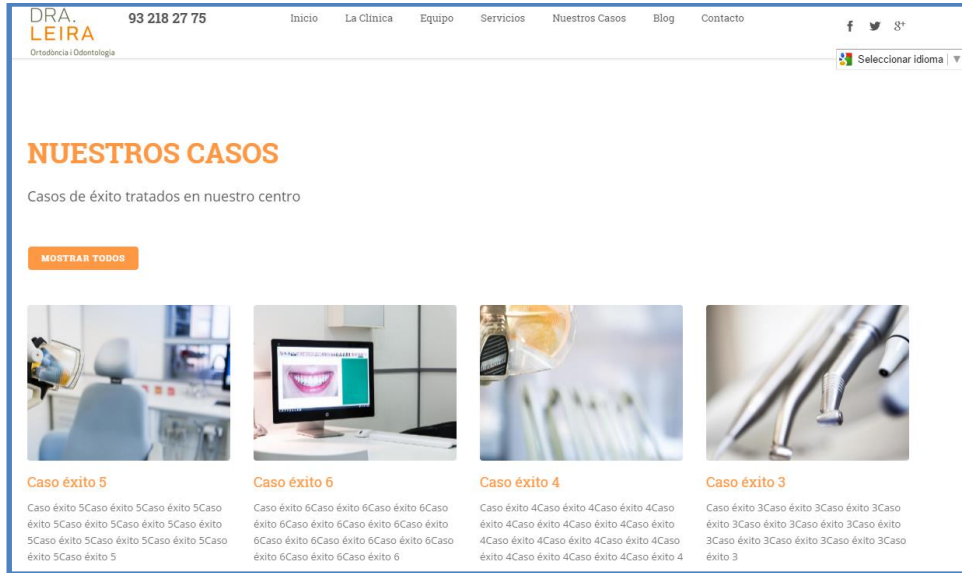 DRA.
LEIRA
Ortodòncia i Odontologia
93 218 27 75
Inicio La Clínica Equipo Servicios Nuestros Casos Blog Contacto
Seleccionar idioma
NUESTROS CASOS
Casos de éxito tratados en nuestro centro
MOSTRAR TODOS
Caso éxito 5
Caso éxito 5Caso éxito 5Caso éxito 5Caso
éxito 5Caso éxito 5Caso éxito 5Caso éxito
5Caso éxito 5Caso éxito 5Caso éxito 5Caso
éxito 5Caso éxito 5
Caso éxito 6
Caso éxito 6Caso éxito 6Caso éxito 6Caso
éxito 6Caso éxito 6Caso éxito 6Caso éxito
6Caso éxito 6Caso éxito 6Caso éxito 6Caso
éxito 6Caso éxito 6Caso éxito 6
Caso éxito 4
Caso éxito 4Caso éxito 4Caso éxito 4Caso
éxito 4Caso éxito 4Caso éxito 4Caso éxito
4Caso éxito 4Caso éxito 4Caso éxito 4Caso
éxito 4Caso éxito 4Caso éxito 4Caso éxito 4
Caso éxito 3
Caso éxito 3Caso éxito 3Caso éxito 3Caso
éxito 3Caso éxito 3Caso éxito 3Caso éxito
3Caso éxito 3Caso éxito 3Caso éxito 3Caso
éxito 3